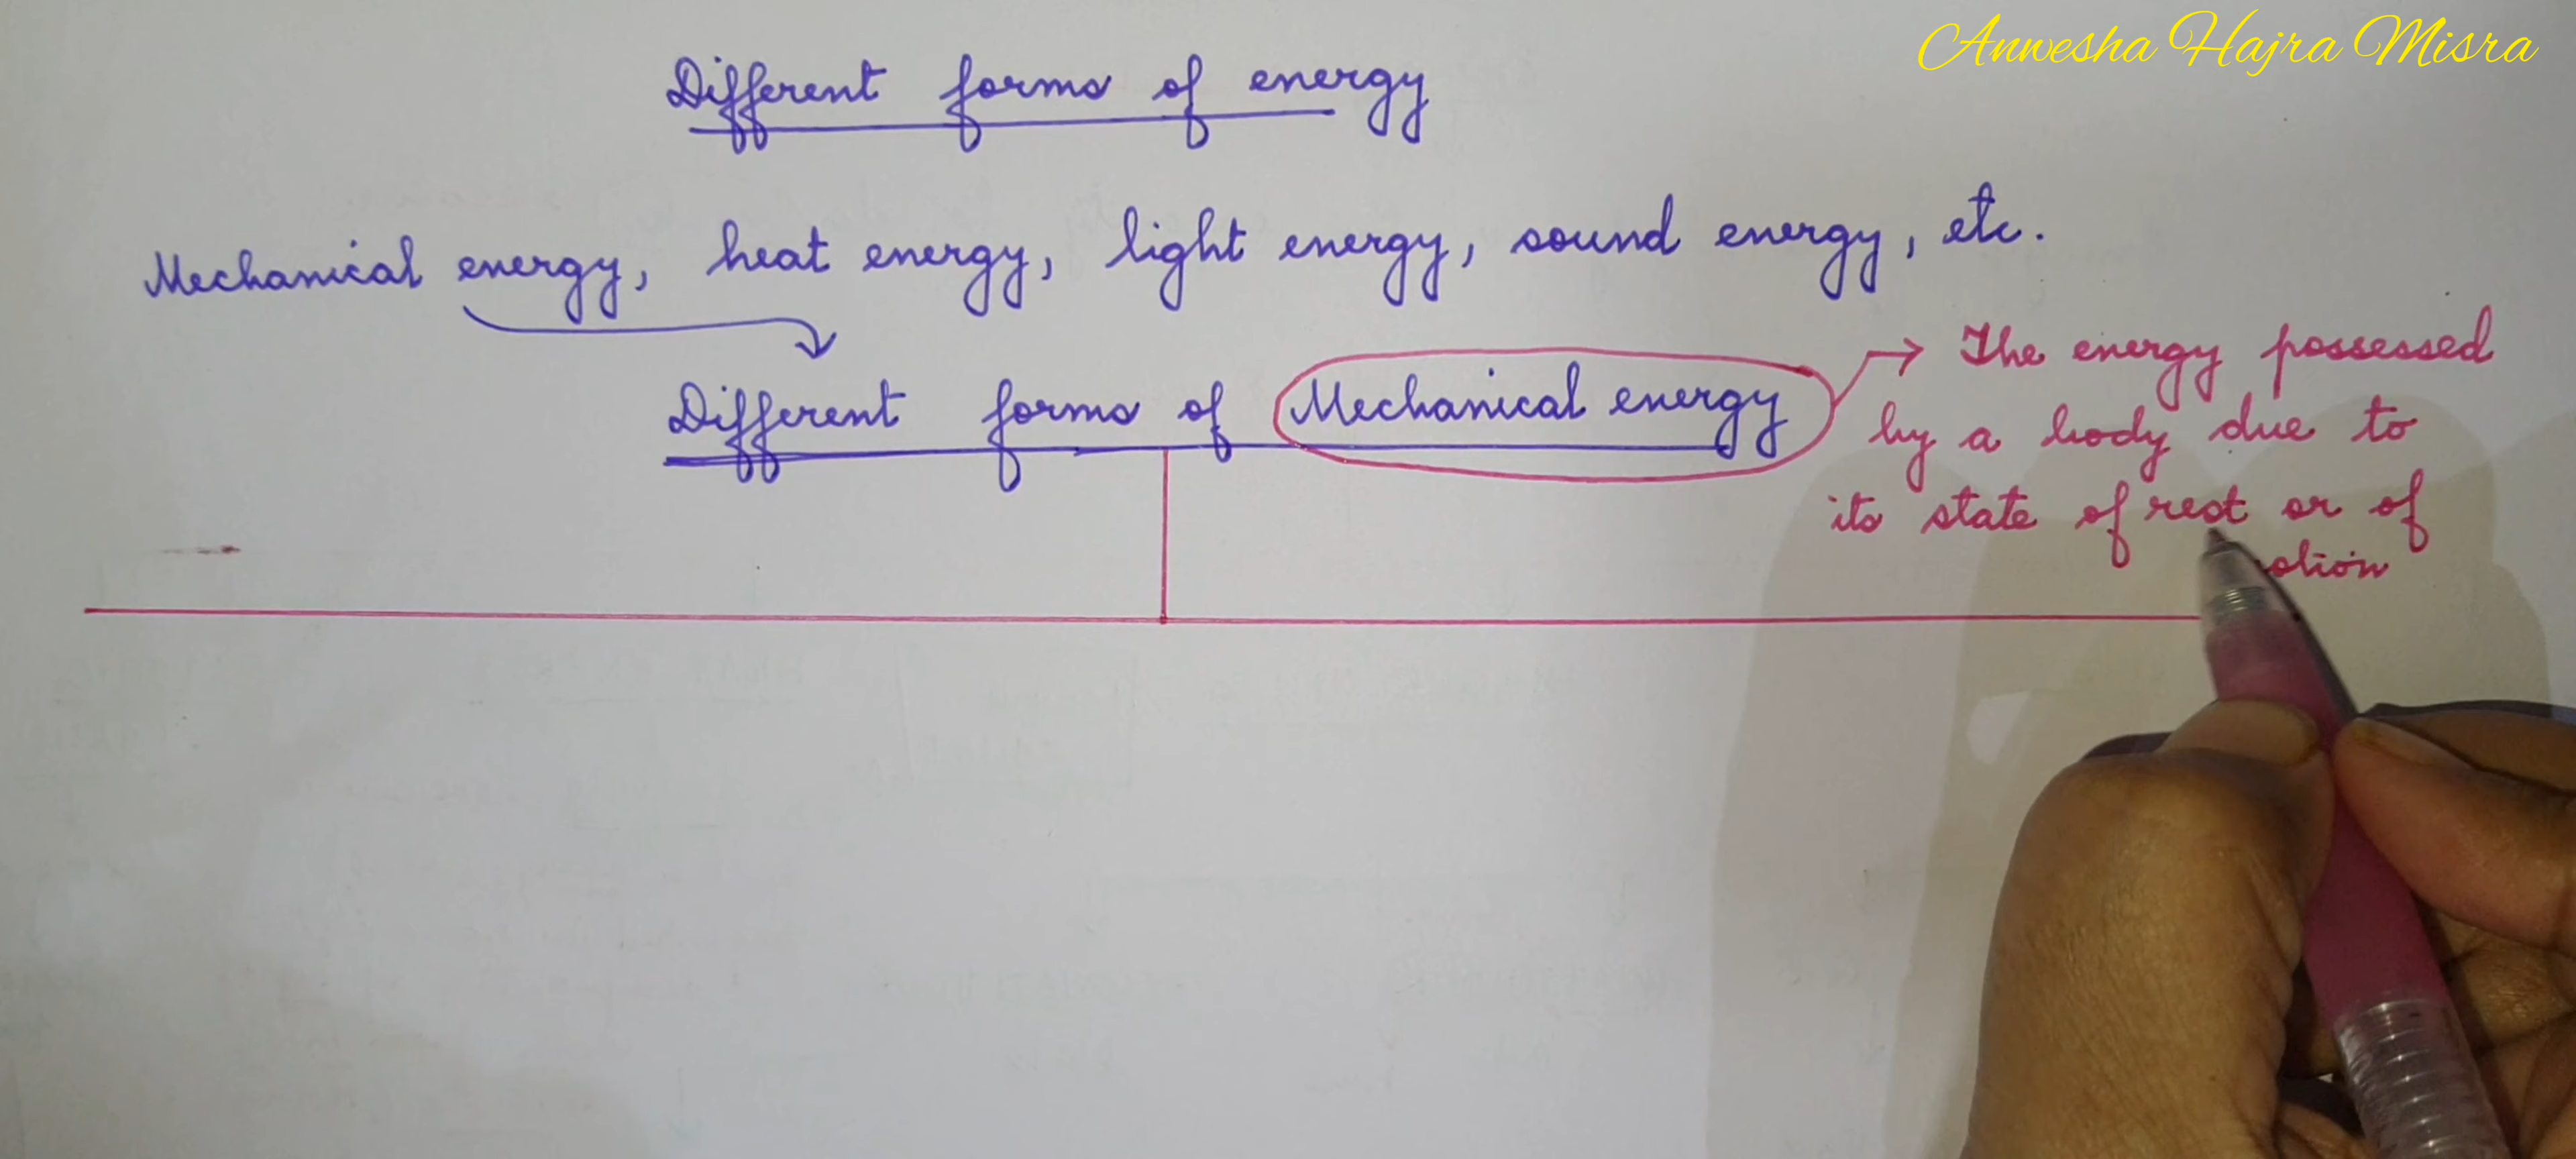 Anwesha Hajra Misra
Different forms of energy
Mechanical energy, heat energy, light energy, sound energy, etc.
Different forms of Mechanical energy
→ The energy possessed
by a body due to
its state of rest or of